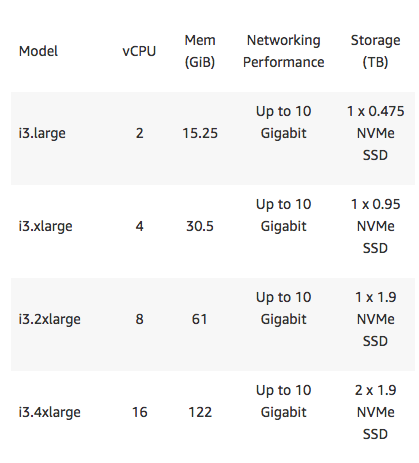 Model vCPU Mem (GiB) Networking Performance Storage (TB)
i3.large 2 15.25 Up to 10 Gigabit 1 x 0.475 NVMe SSD
i3.xlarge 4 30.5 Up to 10 Gigabit 1 x 0.95 NVMe SSD
i3.2xlarge 8 61 Up to 10 Gigabit 1 x 1.9 NVMe SSD
i3.4xlarge 16 122 Up to 10 Gigabit 2 x 1.9 NVMe SSD